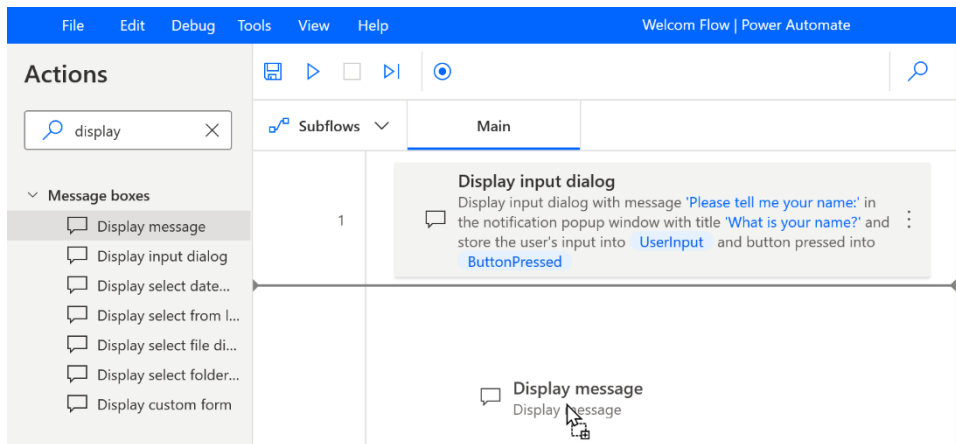 File Edit Debug Tools View Help Welcom Flow | Power Automate
Actions
display
Subflows
Main
Message boxes
Display message
Display input dialog
Display select date...
Display select from l...
Display select file di...
Display select folder...
Display custom form
1
Display input dialog
Display input dialog with message 'Please tell me your name:' in
the notification popup window with title 'What is your name?' and
store the user's input into UserInput and button pressed into
ButtonPressed
Display message
Display message